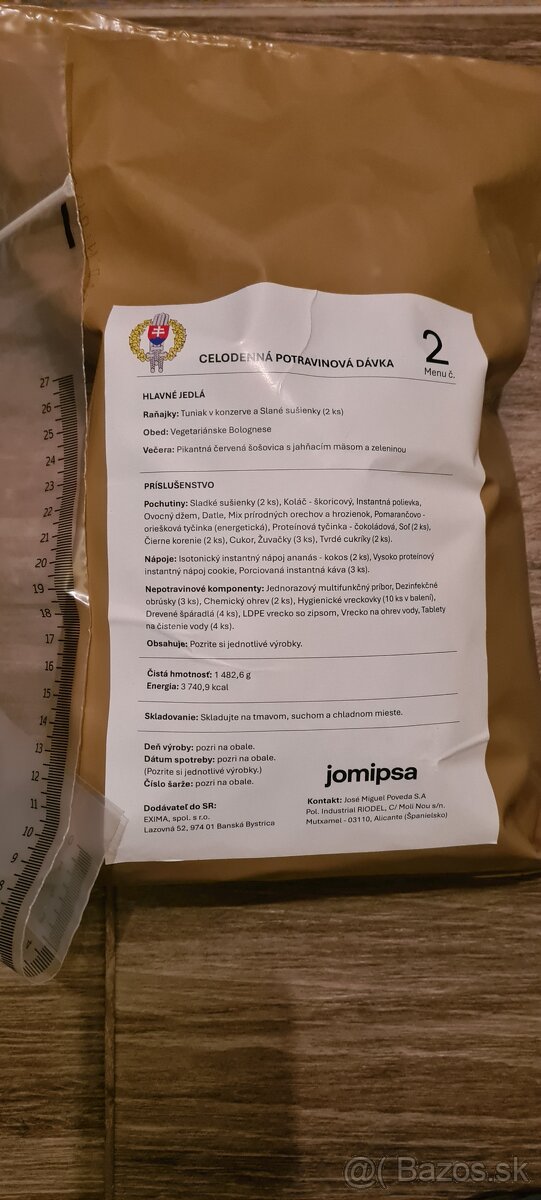 CELODENNÁ POTRAVINOVÁ DÁVKA
2
Menu č.
HLAVNÉ JEDLÁ
Raňajky: Tuniak v konzerve a Slané sušienky (2 ks)
Obed: Vegetariánske Bolognese
Večera: Pikantná červená šošovica s jahňacím mäsom a zeleninou
PRÍSLUŠENSTVO
Pochutiny: Sladké sušienky (2 ks), Koláč - škoricový, Instantná polievka,
Ovocný džem, Datle, Mix prírodných orechov a hrozienok, Pomarančovo -
oriešková tyčinka (energetická), Proteínová tyčinka - čokoládová, Soľ (2 ks),
Čierne korenie (2 ks), Cukor, Žuvačky (3 ks), Tvrdé cukríky (2 ks).
Nápoje: Isotonický instantný nápoj ananás - kokos (2 ks), Vysoko proteínový
instantný nápoj cookie, Porciovaná instantná káva (3 ks).
Nepotravinové komponenty: Jednorazový multifunkčný príbor, Dezinfekčné
obrúsky (3 ks), Chemický ohrev (2 ks), Hygienické vreckovky (10 ks v balení),
Drevené špáradlá (4 ks), LDPE vrecko so zipsom, Vrecko na ohrev vody, Tablety
na čistenie vody (4 ks).
Obsahuje: Pozrite si jednotlivé výrobky.
Čistá hmotnosť: 1 482,6 g
Energia: 3 740,9 kcal
Skladovanie: Skladujte na tmavom, suchom a chladnom mieste.
Deň výroby: pozri na obale.
Dátum spotreby: pozri na obale.
(Pozrite si jednotlivé výrobky.)
Číslo šarže: pozri na obale.
jomipsa
Dodávateľ do SR:
EXIMA, spol. s r.o.
Lazovná 52, 974 01 Banská Bystrica
Kontakt: José Miguel Poveda S.A
Pol. Industrial RIODEL, C/ Molí Nou s/n.
Mutxamel - 03110, Alicante (Španielsko)
27
26
25
24
23
22
21
20
19
18
17
16
15
14
13
12
11
10
9
8
@( Bazos.sk